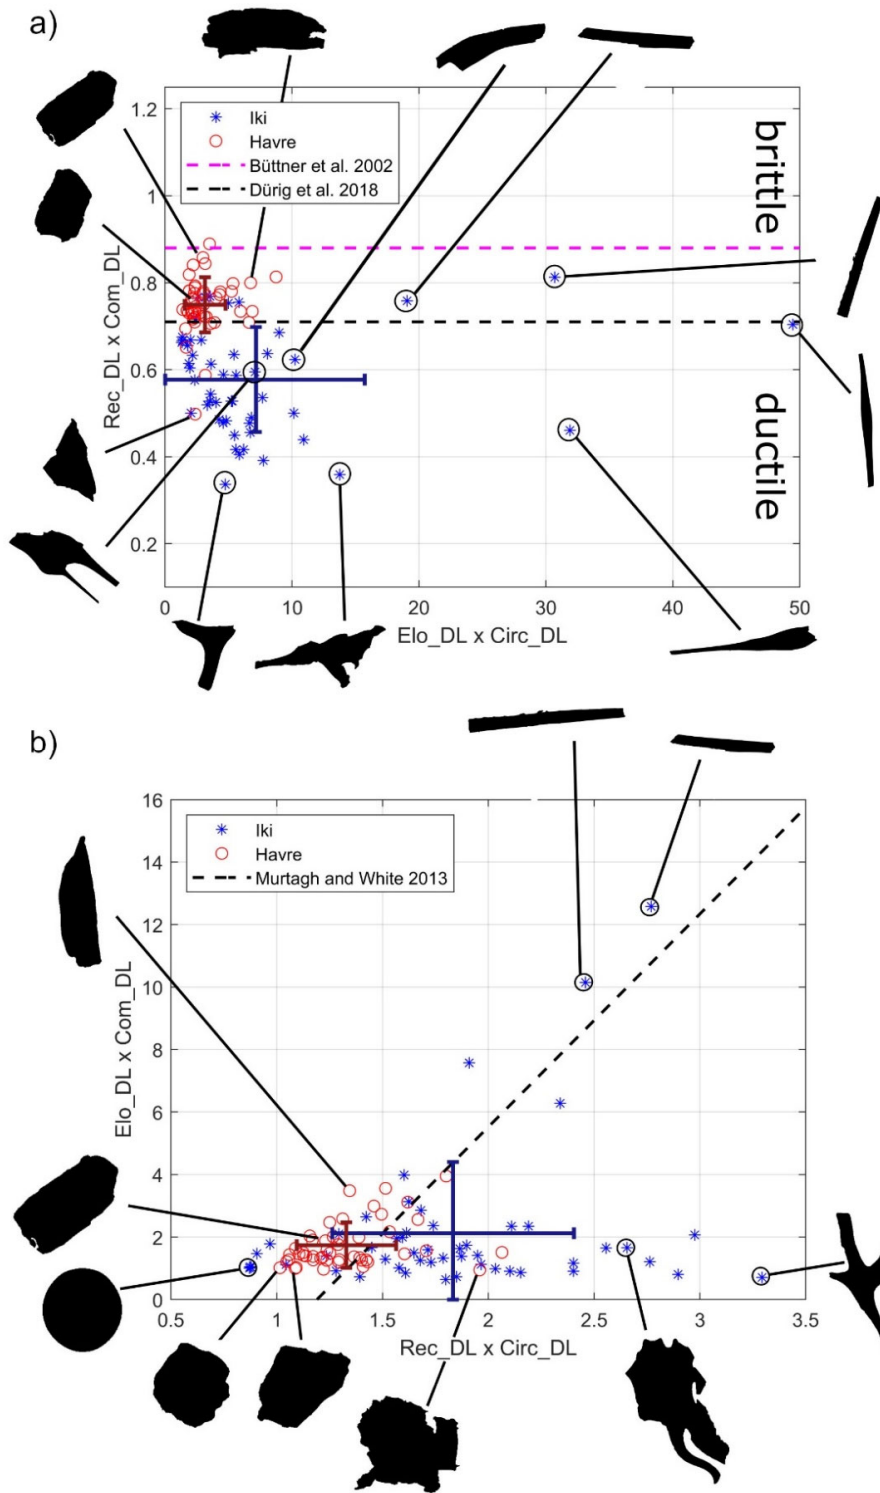 a)
Iki
Havre
Büttner et al. 2002
Dürig et al. 2018
brittle
ductile
1.2
1
0.8
0.6
0.4
0.2
Rec_DL x Com_DL
0 10 20 30 40 50
Elo_DL x Circ_DL
b)
Iki
Havre
Murtagh and White 2013
16
14
12
10
8
6
4
2
0
Elo_DL x Com_DL
0.5 1 1.5 2 2.5 3 3.5
Rec_DL x Circ_DL